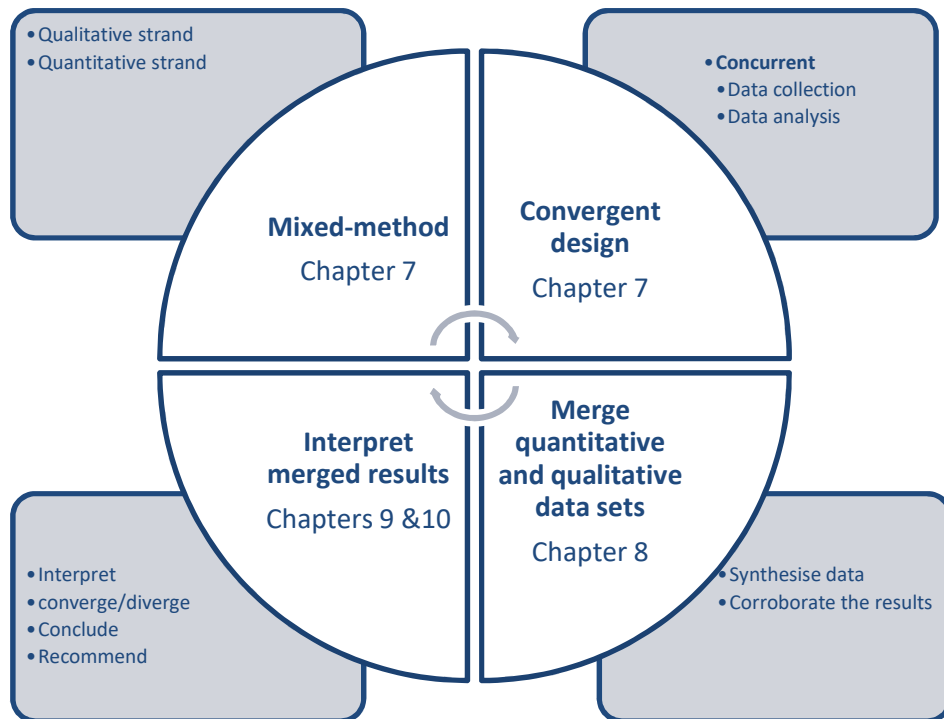 • Qualitative strand
• Quantitative strand
• Concurrent
• Data collection
• Data analysis
Mixed-method
Chapter 7
Convergent
design
Chapter 7
Interpret
merged results
Chapters 9 &10
Merge
quantitative
and qualitative
data sets
Chapter 8
• Interpret
• converge/diverge
• Conclude
• Recommend
• Synthesise data
• Corroborate the results